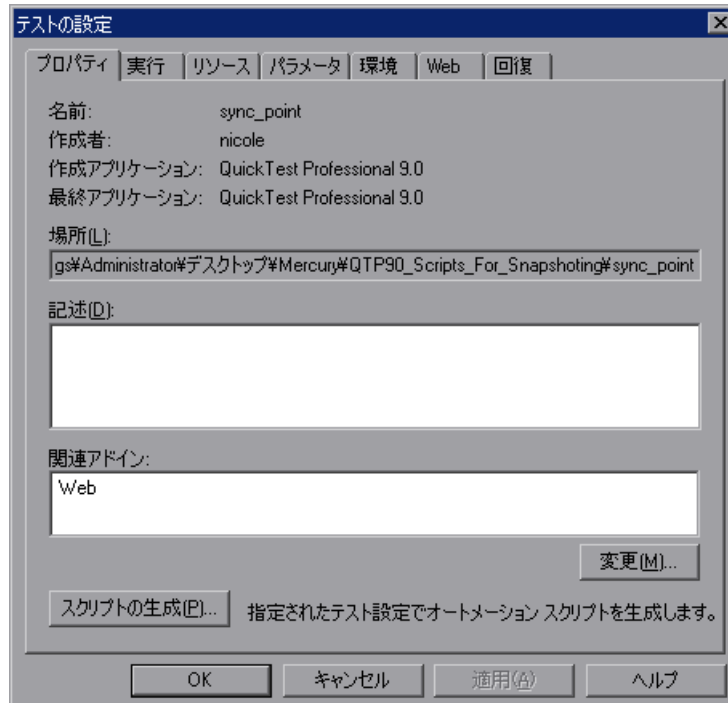 テストの設定
プロパティ 実行 リソース パラメータ 環境 Web 回復
名前: sync_point
作成者: nicole
作成アプリケーション: QuickTest Professional 9.0
最終アプリケーション: QuickTest Professional 9.0
場所(L):
gs¥Administrator¥デスクトップ¥Mercury¥QTP90_Scripts_For_Snapshoting¥sync_point
記述(D):
関連アドイン:
Web
変更(M)...
スクリプトの生成(P)... 指定されたテスト設定でオートメーション スクリプトを生成します。
OK キャンセル 適用(A) ヘルプ